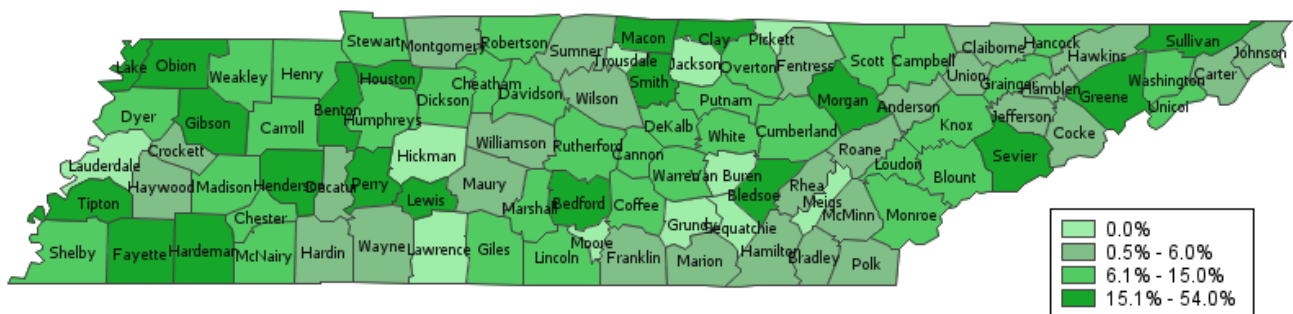 Stewart
Montgomery
Robertson
Sumner
Macon
Clay
Pickett
Lake
Obion
Weakley
Henry
Houston
Cheatham
Davidson
Trousdale
Smith
Jackson
Overton
Fentress
Scott
Campbell
Claiborne
Hancock
Hawkins
Sullivan
Johnson
Union
Grainger
Hamblen
Greene
Washington
Carter
Unicoi
Dyer
Gibson
Carroll
Benton
Humphreys
Dickson
Wilson
Putnam
Morgan
Anderson
Jefferson
Cocke
Lauderdale
Crockett
Haywood
Madison
Henderson
Decatur
Perry
Hickman
Williamson
Rutherford
Cannon
DeKalb
White
Cumberland
Roane
Knox
Loudon
Sevier
Blount
Tipton
Chester
Lewis
Maury
Marshall
Bedford
Coffee
Warren
Van Buren
Bledsoe
Rhea
Meigs
McMinn
Monroe
Shelby
Fayette
Hardeman
McNairy
Hardin
Wayne
Lawrence
Giles
Lincoln
Moore
Franklin
Grundy
Sequatchie
Marion
Hamilton
Bradley
Polk
0.0%
0.5% - 6.0%
6.1% - 15.0%
15.1% - 54.0%